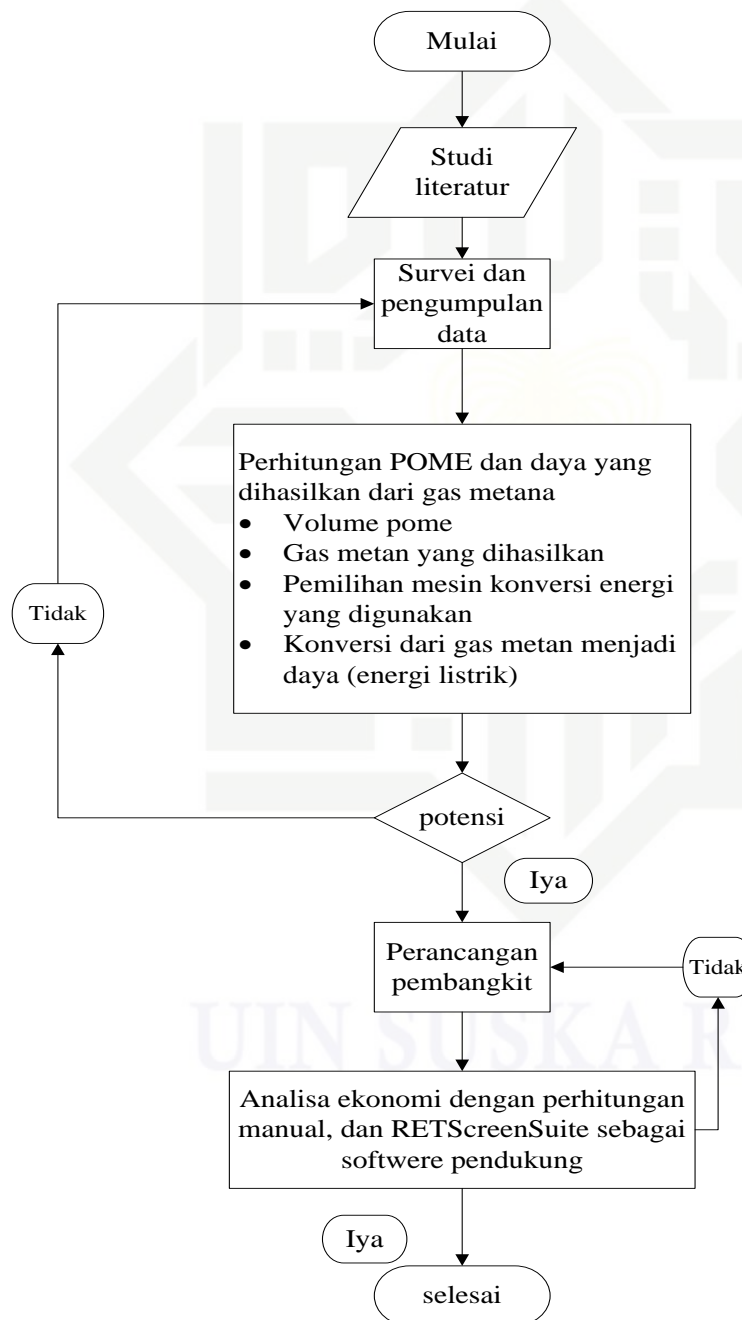 Mulai
Studi
literatur
Survei dan
pengumpulan
data
Perhitungan POME dan daya yang
dihasilkan dari gas metana
• Volume pome
• Gas metan yang dihasilkan
• Pemilihan mesin konversi energi
yang digunakan
• Konversi dari gas metan menjadi
daya (energi listrik)
Tidak
potensi
Iya
Perancangan
pembangkit
Tidak
Analisa ekonomi dengan perhitungan
manual, dan RETScreenSuite sebagai
softwere pendukung
Iya
selesai
UIN SUSKA R